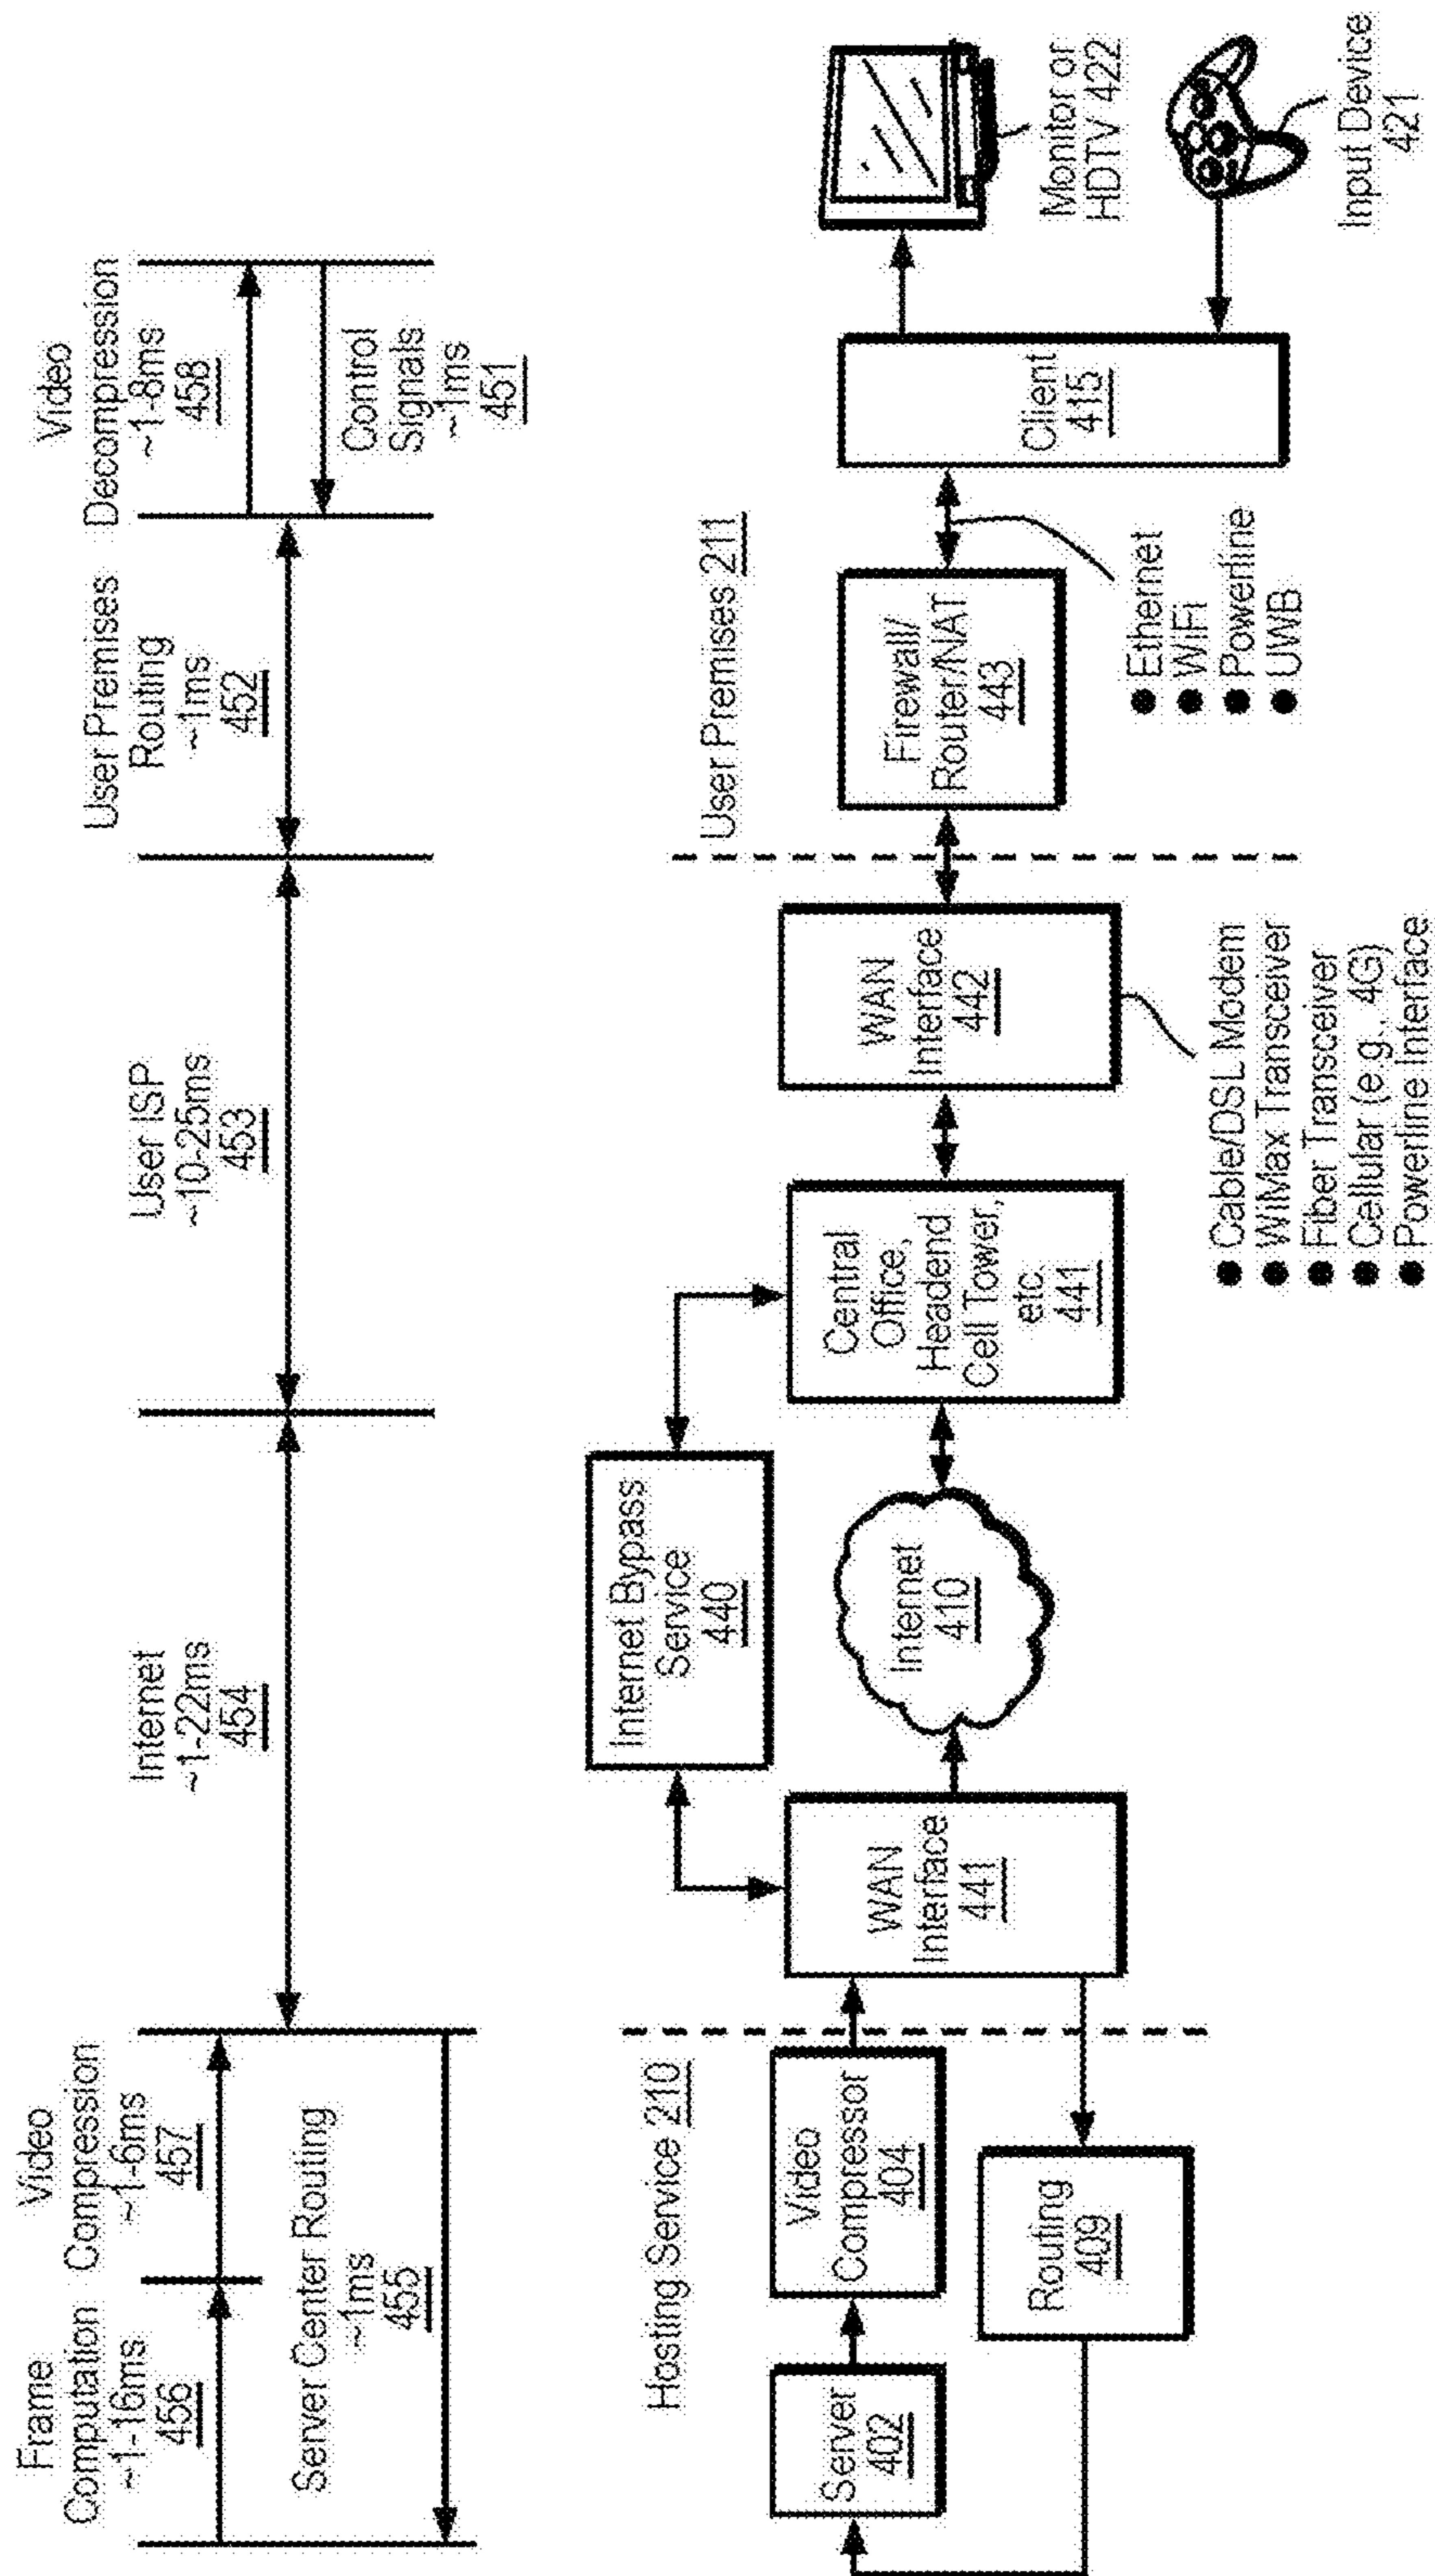 Frame
Computation
~1-16ms
456
Video
Compression
~1-6ms
457
Server Center Routing
~1ms
455
Internet
~1-22ms
454
User ISP
~10-25ms
453
User Premises
Routing
~1ms
452
Video
Decompression
~1-8ms
458
Control
Signals
~1ms
451
Hosting Service 210
Server
402
Video
Compressor
404
Routing
409
WAN
Interface
441
Internet Bypass
Service
440
Internet
410
Central
Office,
Headend
Cell Tower,
etc.
441
WAN
Interface
442
● Cable/DSL Modem
● WiMax Transceiver
● Fiber Transceiver
● Cellular (e.g., 4G)
● Powerline Interface
User Premises 211
Firewall/
Router/NAT
443
● Ethernet
● WiFi
● Powerline
● UWB
Client
415
Monitor or
HDTV 422
Input Device
421